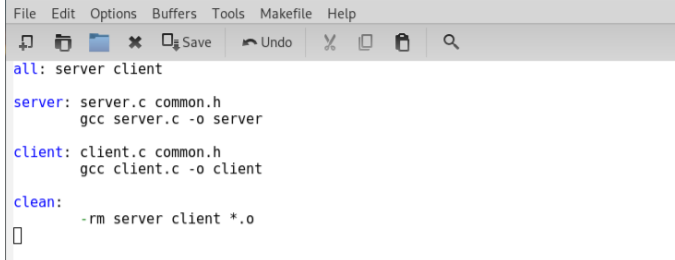 File Edit Options Buffers Tools Makefile Help
Save Undo
all: server client
server: server.c common.h
gcc server.c -o server
client: client.c common.h
gcc client.c -o client
clean:
-rm server client *.o